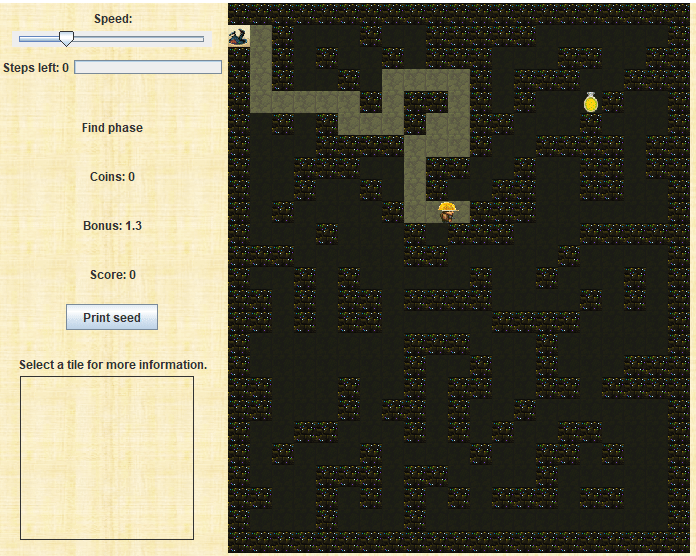 Speed:
Steps left: 0
Find phase
Coins: 0
Bonus: 1.3
Score: 0
Print seed
Select a tile for more information.